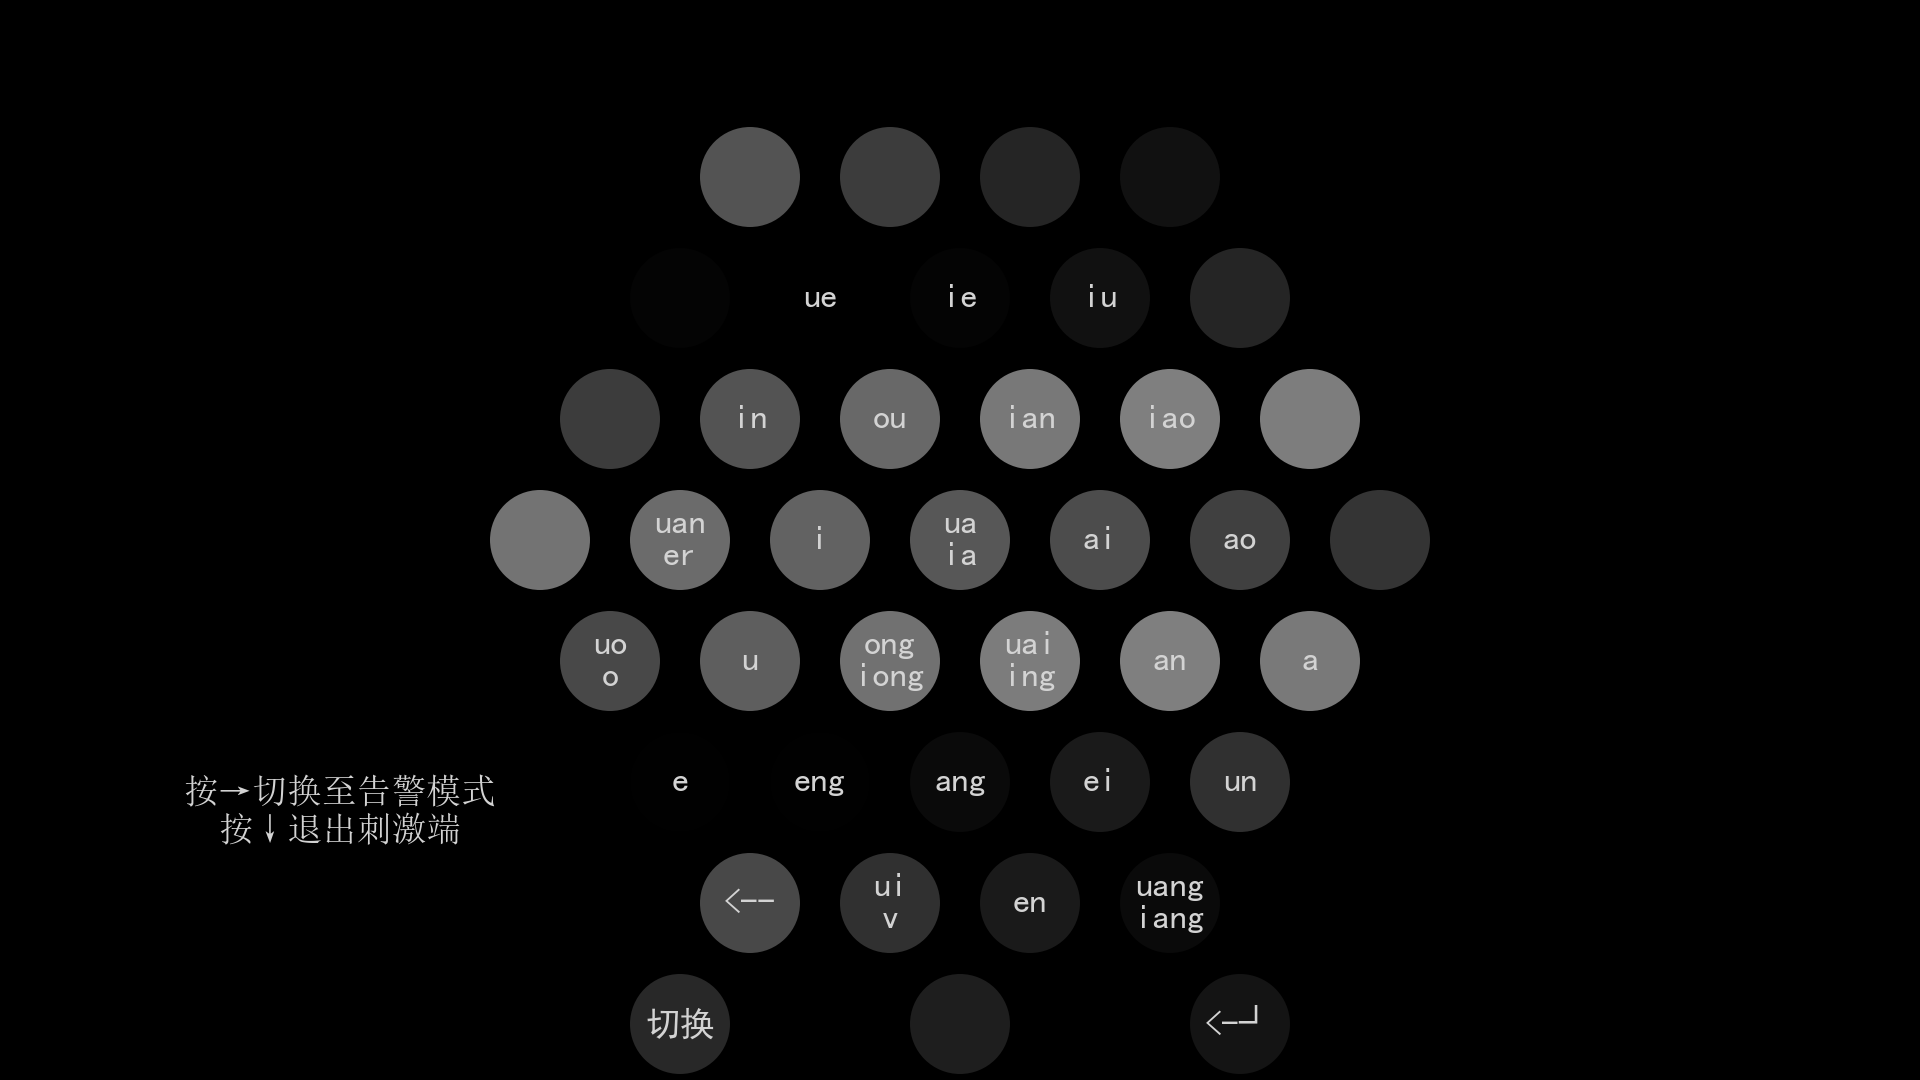 ue
ie
iu
in
ou
ian
iao
uan
er
i
ua
ia
ai
ao
uo
o
u
ong
iong
uai
ing
an
a
e
eng
ang
ei
un
按→切换至告警模式
按↓退出刺激端
<--
ui
v
en
uang
iang
切换
<-┘